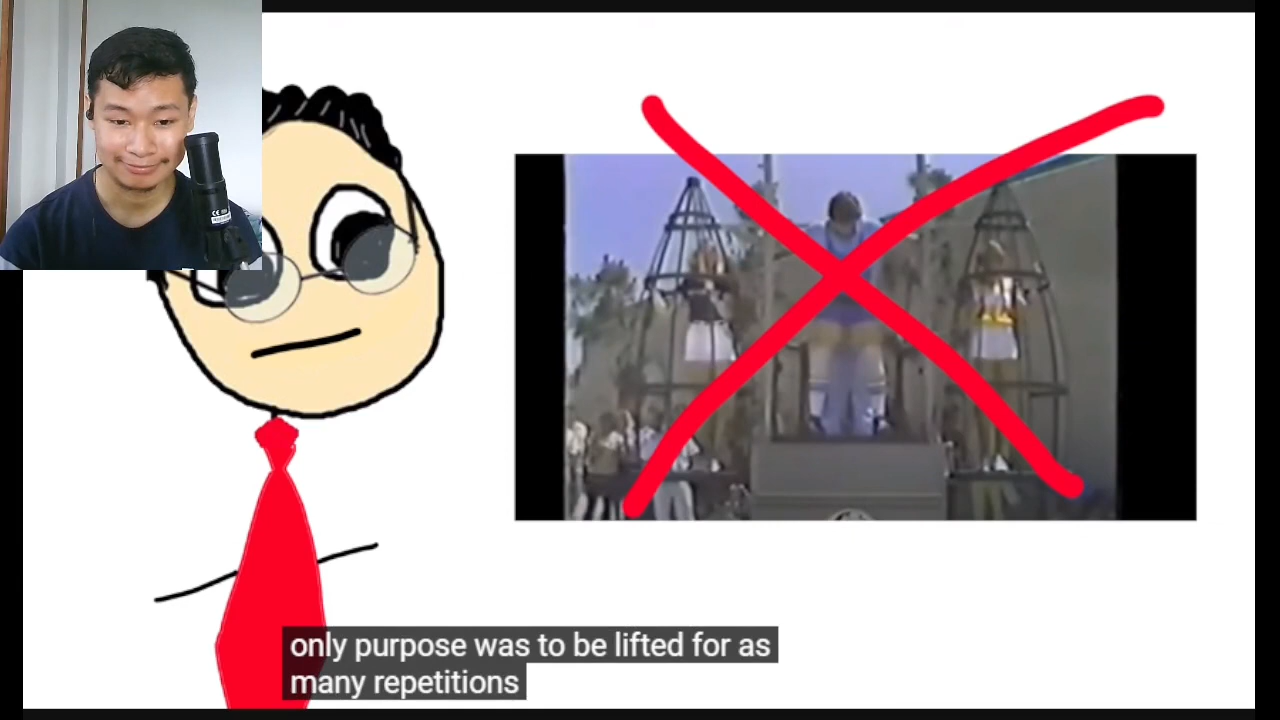 only purpose was to be lifted for as
many repetitions